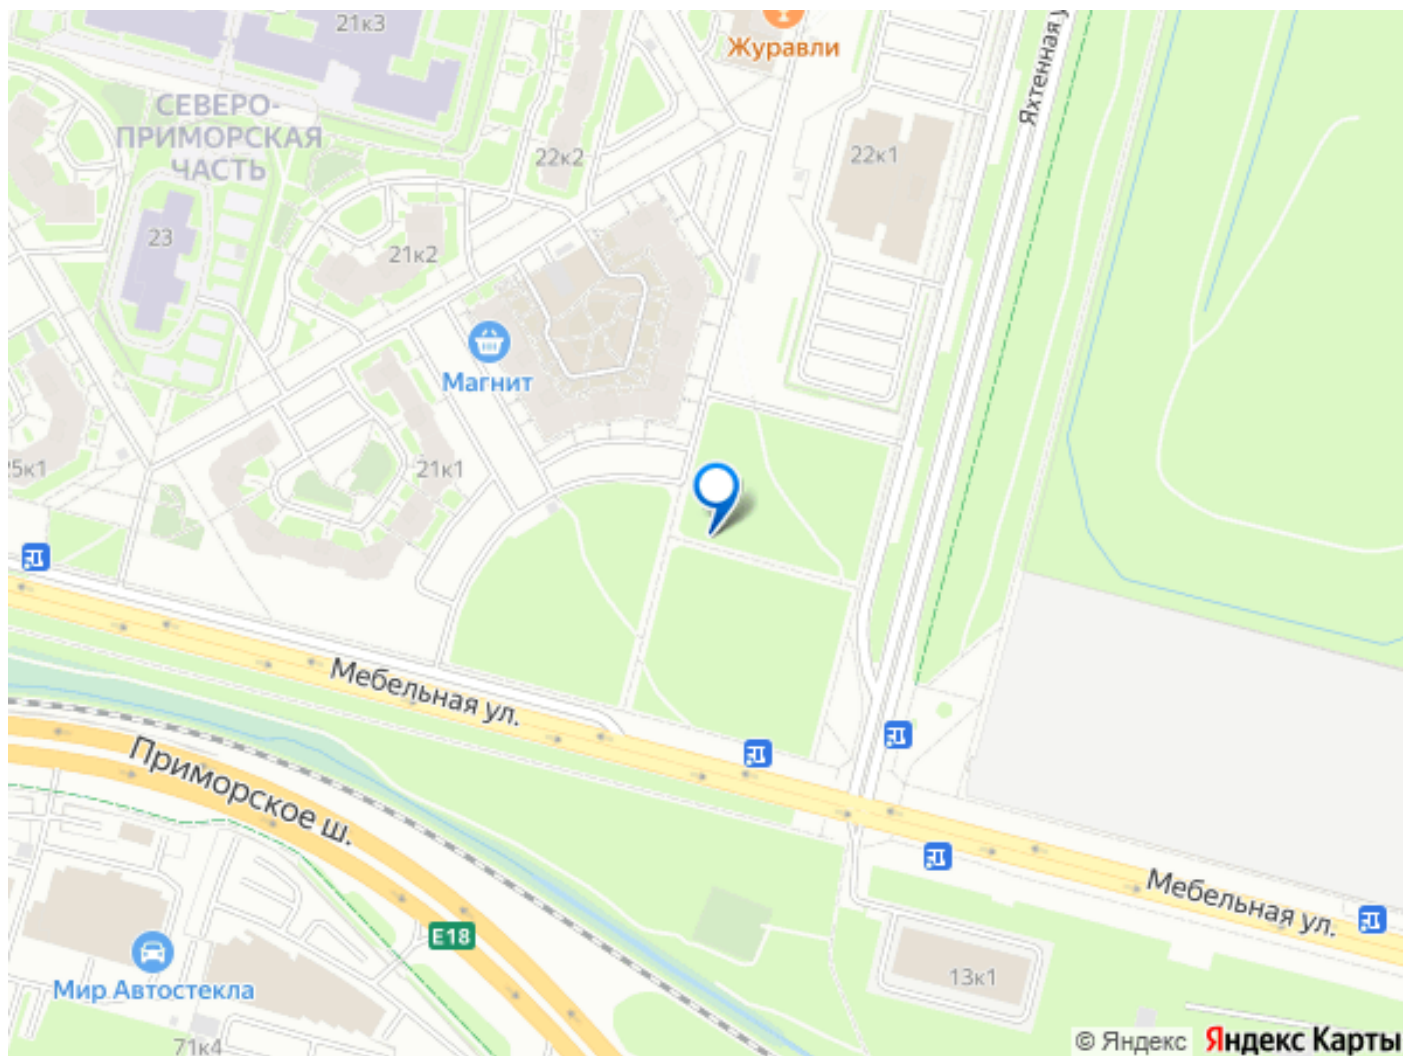 21к3
Журавли
Яхтенная у
СЕВЕРО-
ПРИМОРСКАЯ
ЧАСТЬ
22к2
22к1
23
21к2
Магнит
25к1
21к1
Мебельная ул.
Приморское ш.
Мебельная ул.
E18
Мир Автостекла
13к1
71к4
© Яндекс Яндекс Карты